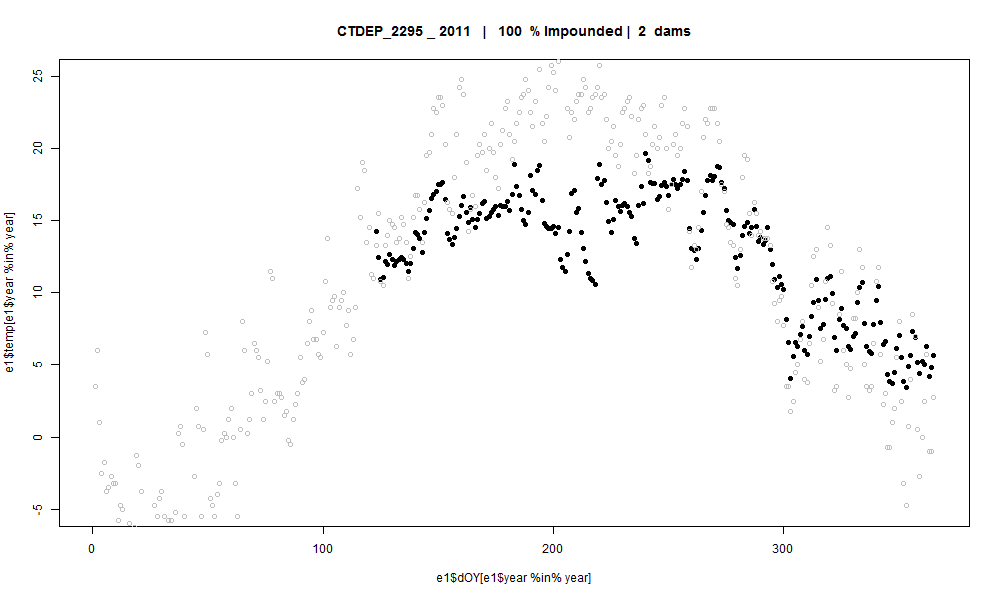 CTDEP_2295 _ 2011 | 100 % Impounded | 2 dams
e1$temp[e1$year %in% year]
25
20
15
10
5
0
-5
0 100 200 300
e1$dOY[e1$year %in% year]